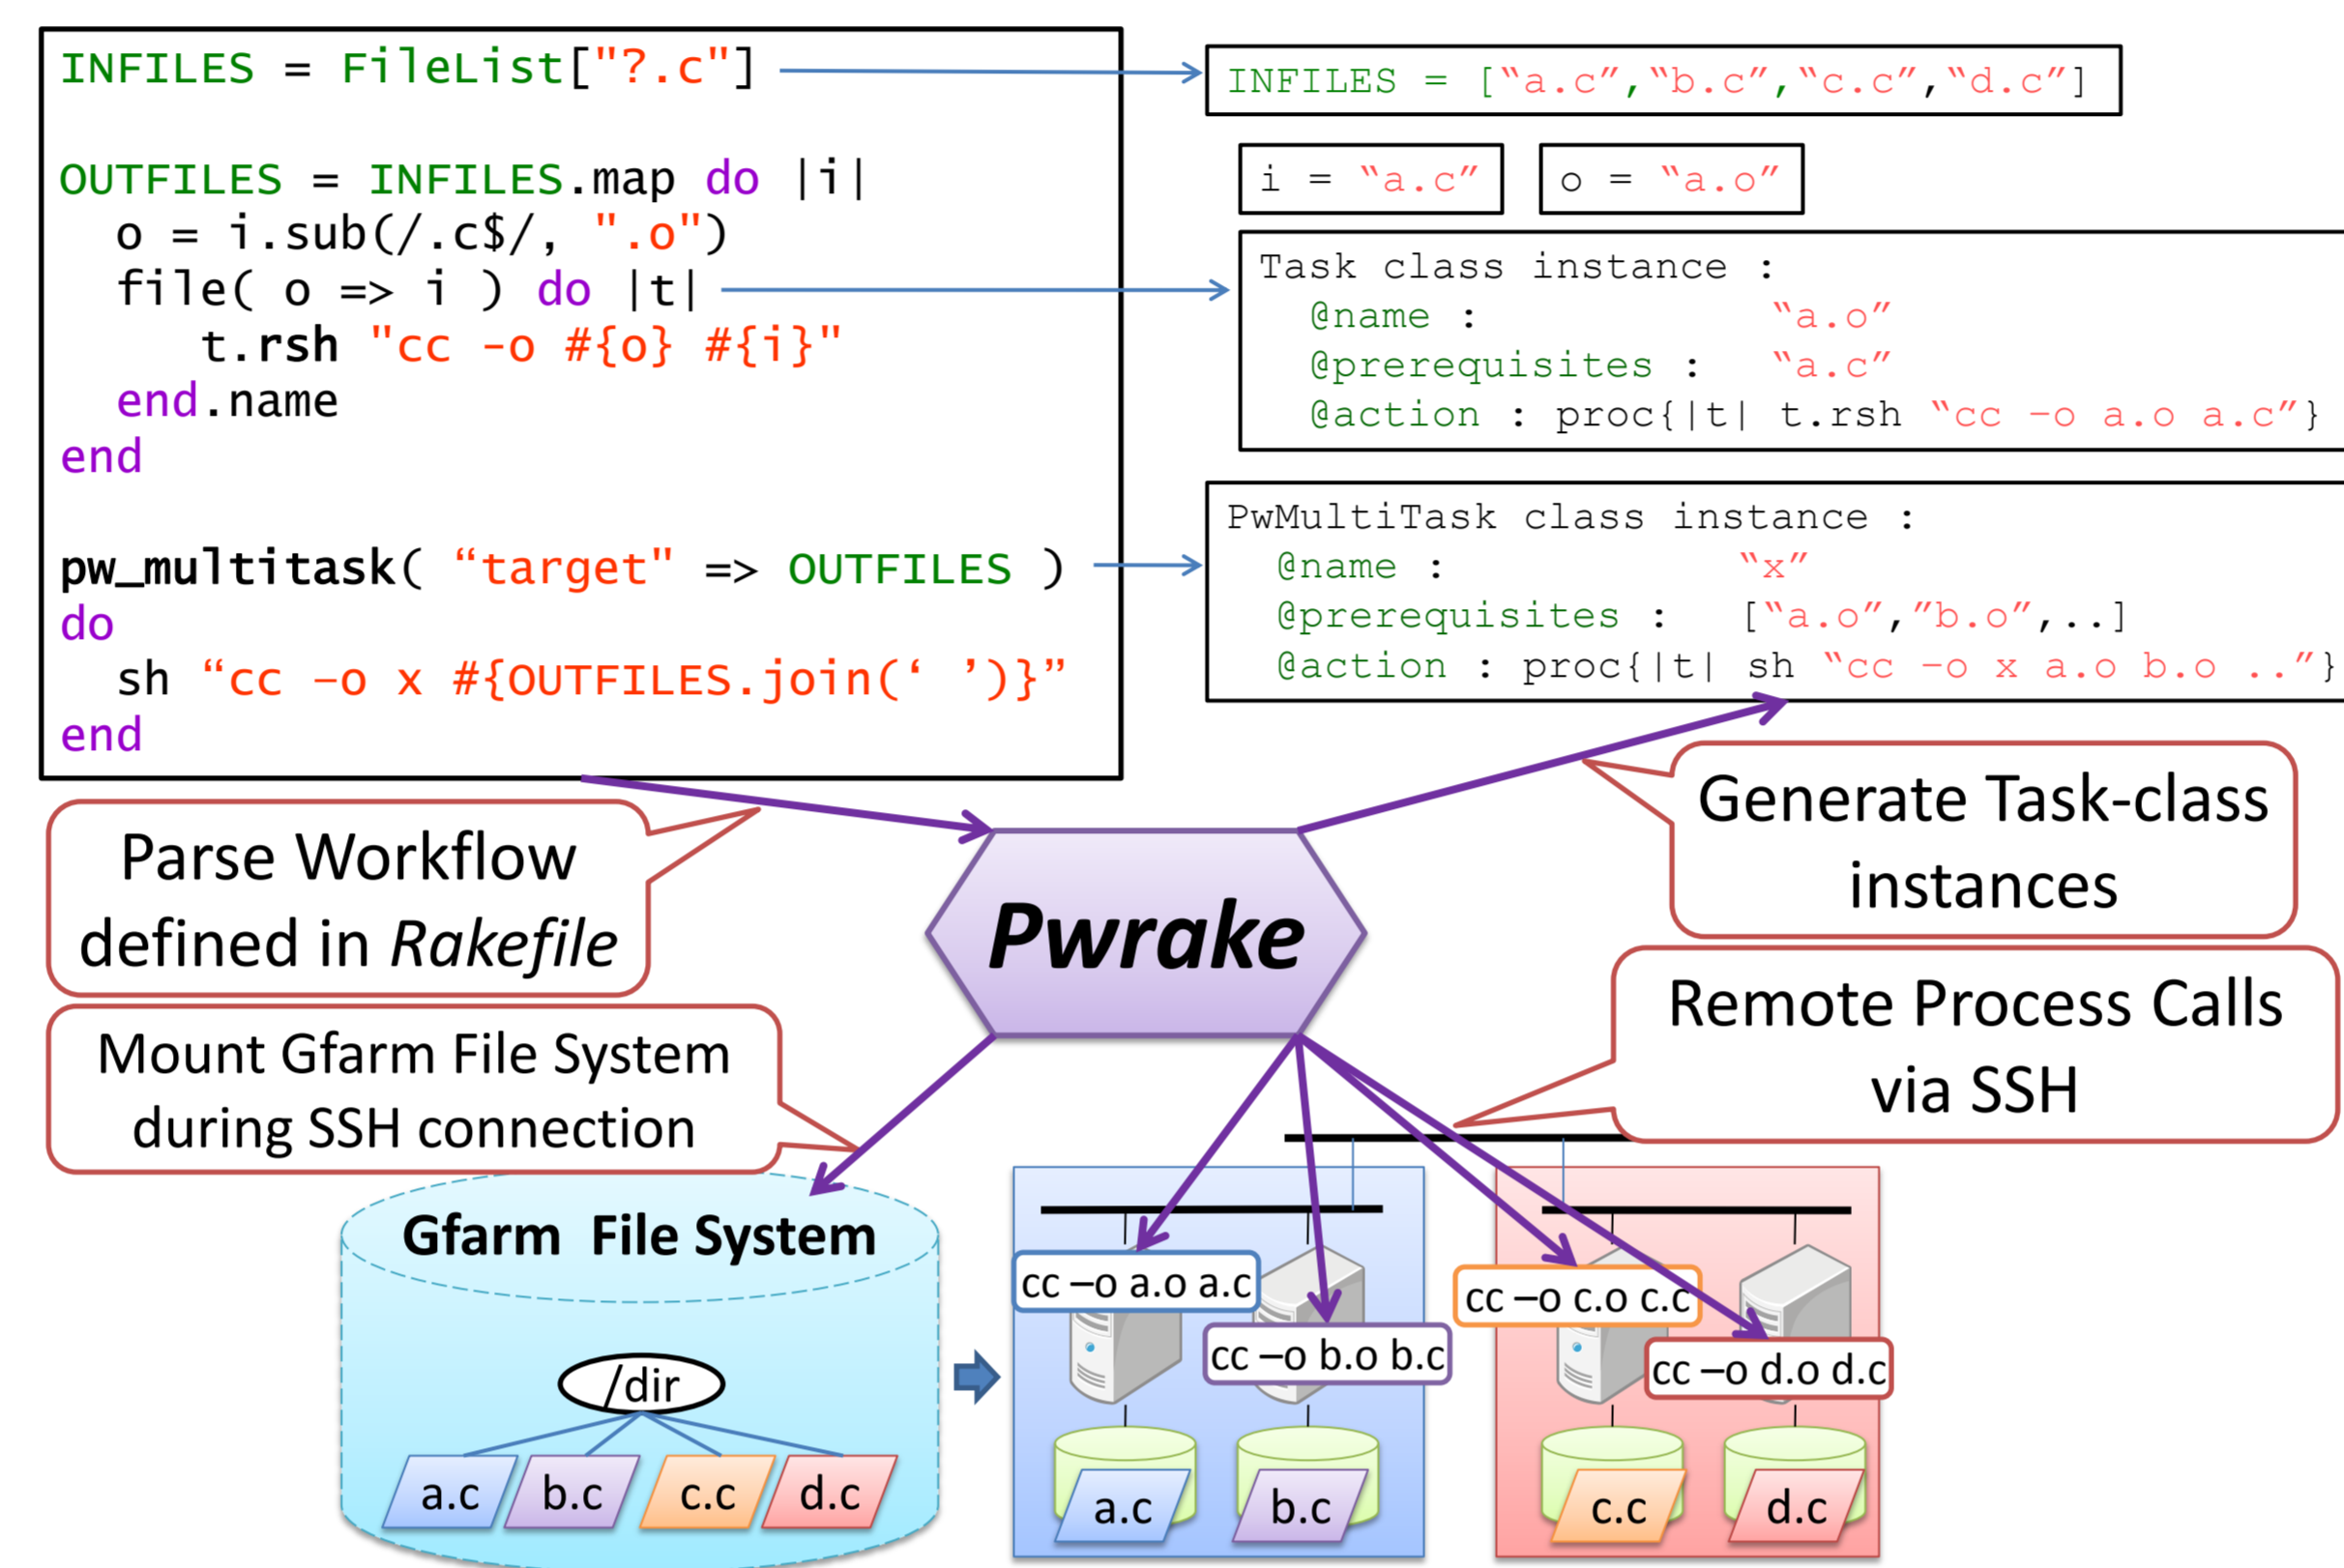 INFILES = FileList["?.c"]
OUTFILES = INFILES.map do |i|
o = i.sub(/.c$/, ".o")
file( o => i ) do |t|
t.rsh "cc –o #{o} #{i}"
end.name
end
pw_multitask( “target" => OUTFILES )
do
sh “cc –o x #{OUTFILES.join(‘ ’)}”
end
INFILES = [“a.c”,“b.c”,“c.c”,“d.c”]
i = “a.c”
o = “a.o”
Task class instance :
@name : “a.o”
@prerequisites : “a.c”
@action : proc{|t| t.rsh “cc –o a.o a.c”}
PwMultiTask class instance :
@name : “x”
@prerequisites : [“a.o”,”b.o”,..]
@action : proc{|t| sh “cc –o x a.o b.o ..”}
Parse Workflow
defined in Rakefile
Generate Task-class
instances
Pwrake
Mount Gfarm File System
during SSH connection
Remote Process Calls
via SSH
Gfarm File System
/dir
a.c
b.c
c.c
d.c
cc –o a.o a.c
cc –o b.o b.c
cc –o c.o c.c
cc –o d.o d.c
a.c
b.c
c.c
d.c